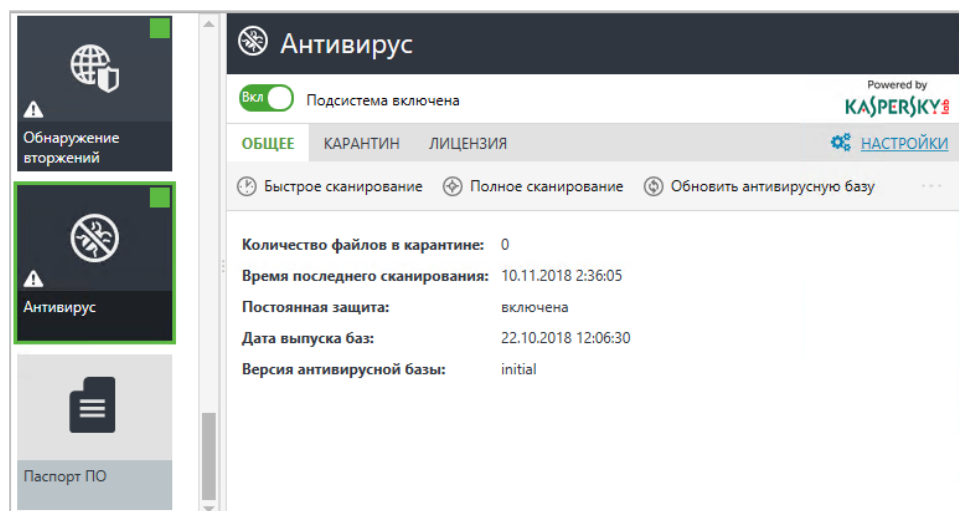 Обнаружение
вторжений
Антивирус
Паспорт ПО
Антивирус
Вкл Подсистема включена
Powered by
KASPERSKY lab
ОБЩЕЕ КАРАНТИН ЛИЦЕНЗИЯ НАСТРОЙКИ
Быстрое сканирование Полное сканирование Обновить антивирусную базу ...
Количество файлов в карантине: 0
Время последнего сканирования: 10.11.2018 2:36:05
Постоянная защита: включена
Дата выпуска баз: 22.10.2018 12:06:30
Версия антивирусной базы: initial